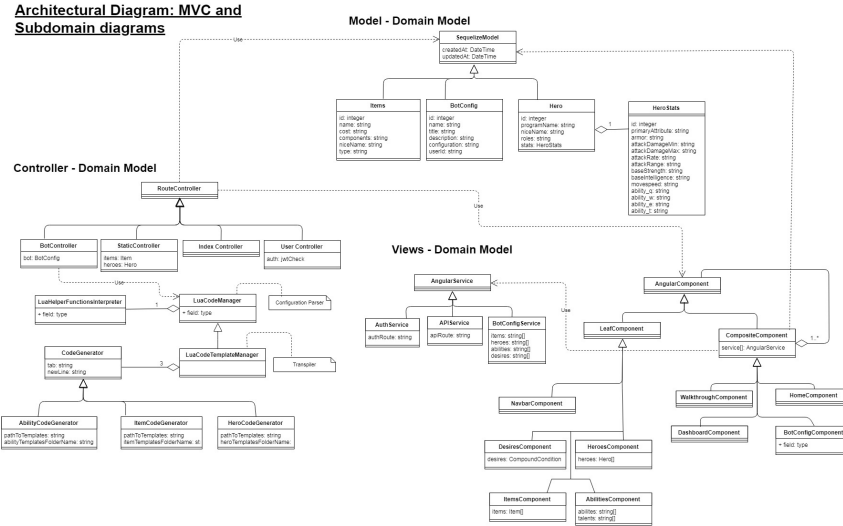 Architectural Diagram: MVC and
Subdomain diagrams
Model - Domain Model
SequelizeModel
createdAt: DateTime
updatedAt: DateTime
Use
Items
id: integer
name: string
cost: string
components: string
niceName: string
type: string
BotConfig
id: integer
name: string
title: string
description: string
configuration: string
userId: string
Hero
id: integer
programName: string
niceName: string
roles: string
stats: HeroStats
1
HeroStats
id: integer
primaryAttribute: string
armor: string
attackDamageMin: string
attackDamageMax: string
attackRate: string
attackRange: string
baseStrength: string
baseIntelligence: string
movespeed: string
ability_q: string
ability_w: string
ability_e: string
ability_t: string
Controller - Domain Model
RouteController
Use
BotController
bot: BotConfig
StaticController
items: Item
heroes: Hero
Index Controller
User Controller
auth: jwtCheck
Use
LuaHelperFunctionsInterpreter
+ field: type
1
LuaCodeManager
+ field: type
Configuration Parser
CodeGenerator
tab: string
newLine: string
3
LuaCodeTemplateManager
Transpiler
AbilityCodeGenerator
pathToTemplates: string
abilityTemplatesFolderName: string
ItemCodeGenerator
pathToTemplates: string
itemTemplatesFolderName: st
HeroCodeGenerator
pathToTemplates: string
heroTemplatesFolderName:
Views - Domain Model
AngularService
AngularComponent
Use
AuthService
authRoute: string
APIService
apiRoute: string
BotConfigService
items: string[]
heroes: string[]
abilities: string[]
desires: string[]
LeafComponent
CompositeComponent
service[]: AngularService
1..*
NavbarComponent
WalkthroughComponent
HomeComponent
DashboardComponent
BotConfigComponent
+ field: type
DesiresComponent
desires: CompoundCondition
HeroesComponent
heroes: Hero[]
ItemsComponent
items: Item[]
AbilitiesComponent
abilites: string[]
talents: string[]